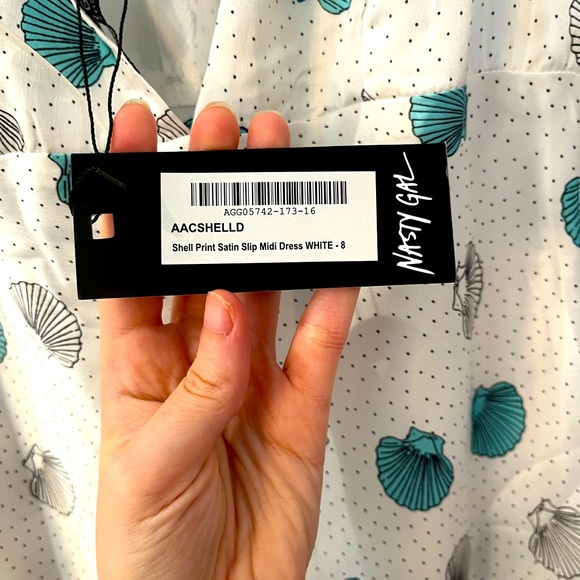 AGG05742-173-16
AACSHELLD
Shell Print Satin Slip Midi Dress WHITE - 8
NASTY GAL